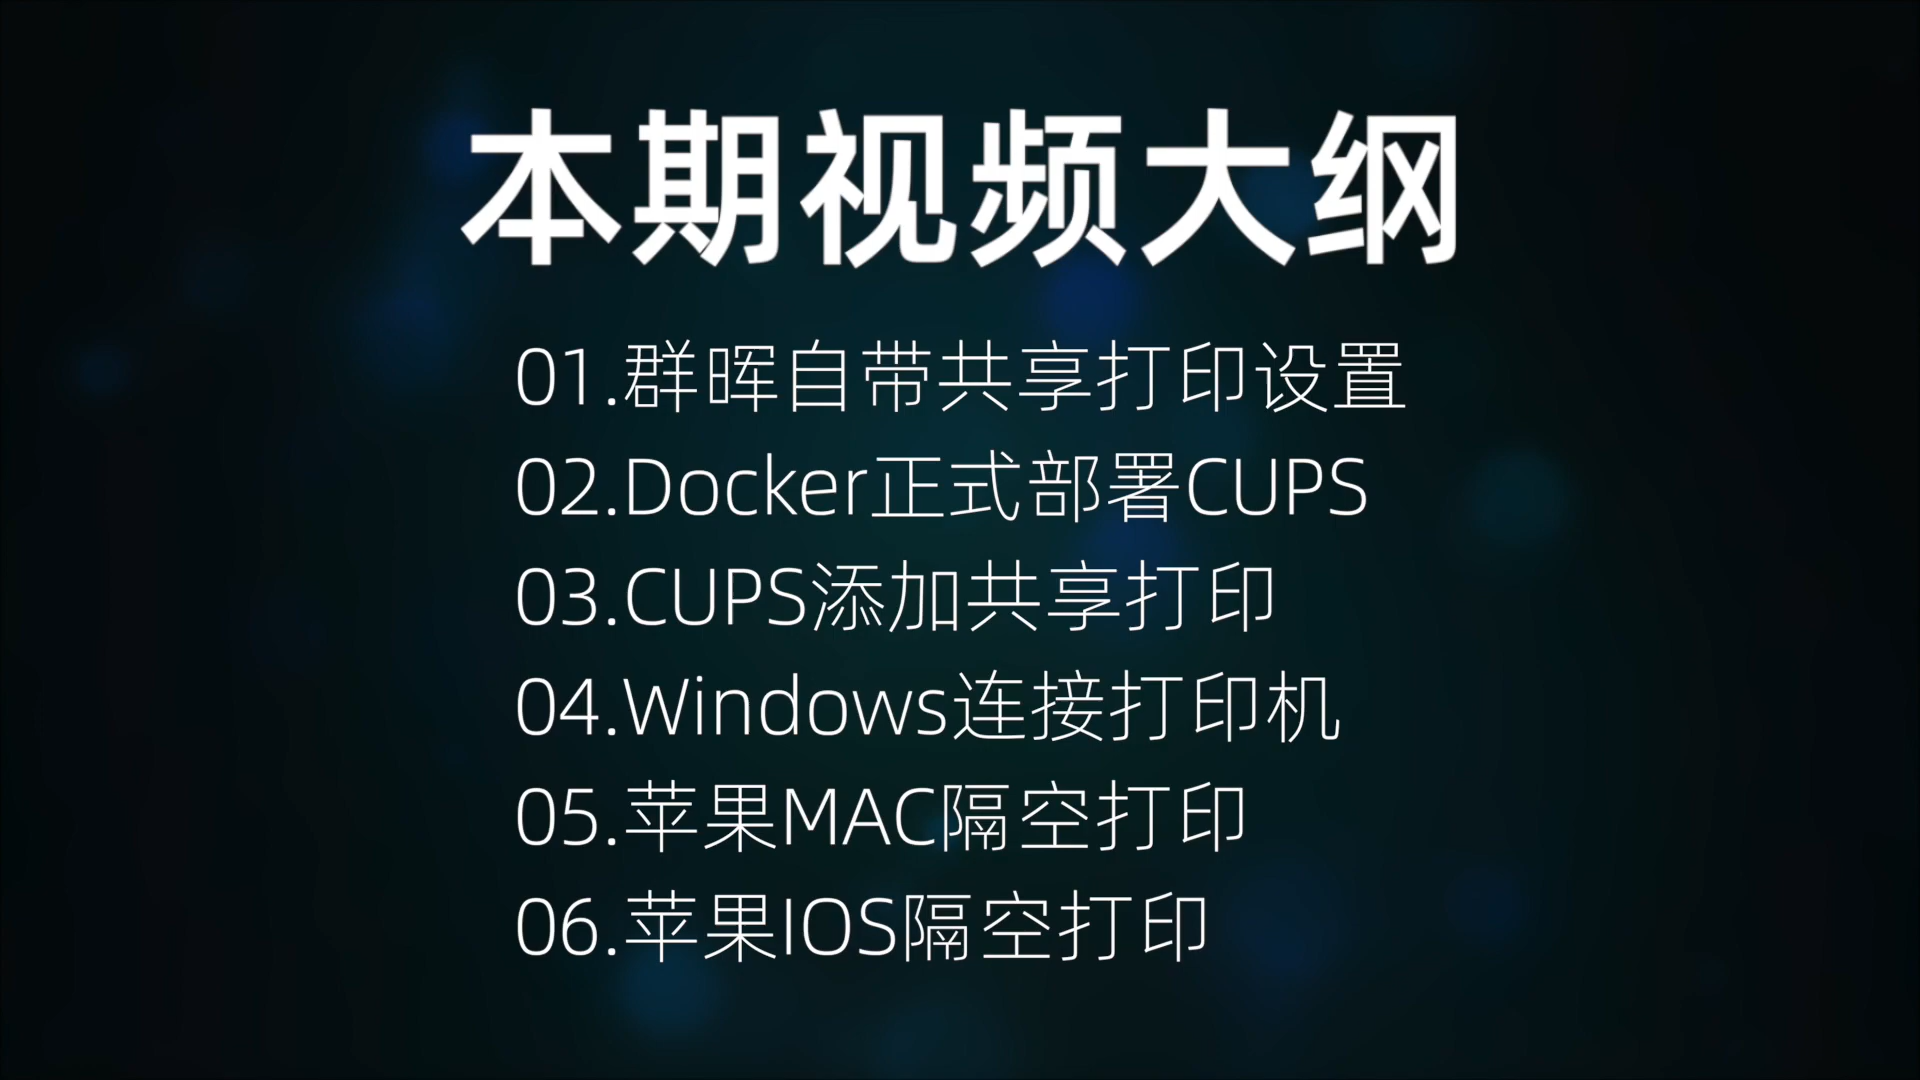 本期视频大纲
01.群晖自带共享打印设置
02.Docker正式部署CUPS
03.CUPS添加共享打印
04.Windows连接打印机
05.苹果MAC隔空打印
06.苹果IOS隔空打印